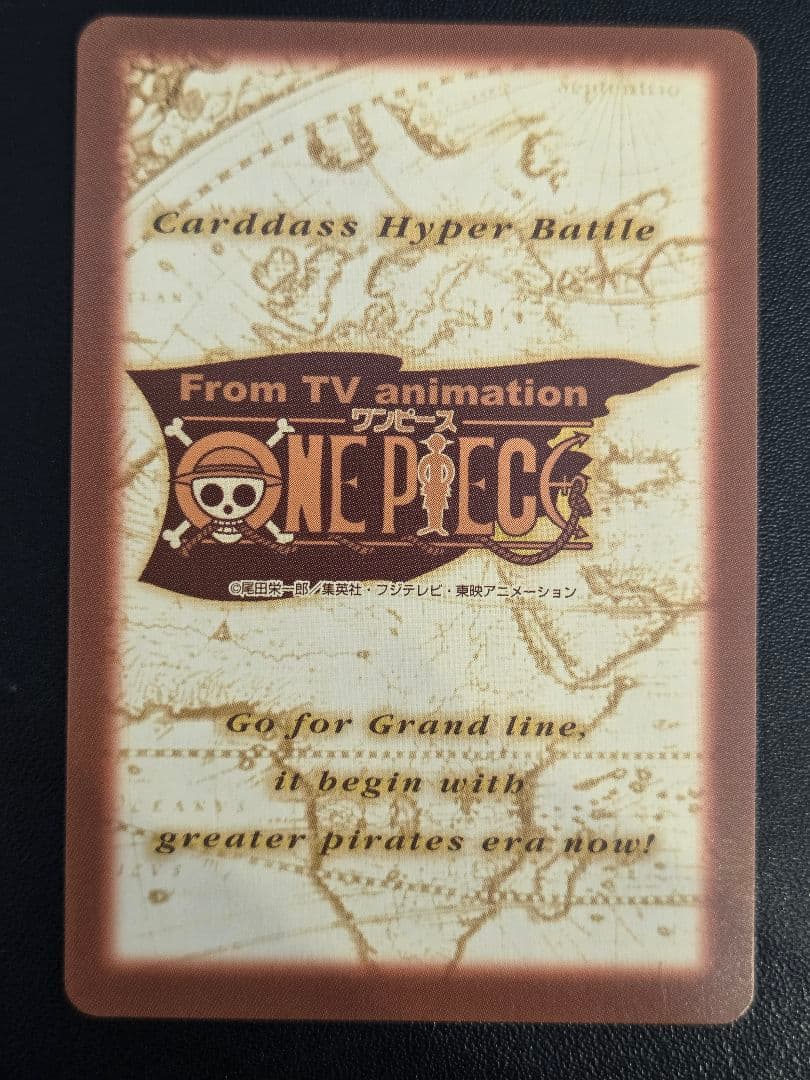 Septentrio
Carddass Hyper Battle
From TV animation
ワンピース
ONE PIECE
©尾田栄一郎／集英社・フジテレビ・東映アニメーション
Go for Grand line,
it begin with
greater pirates era now!